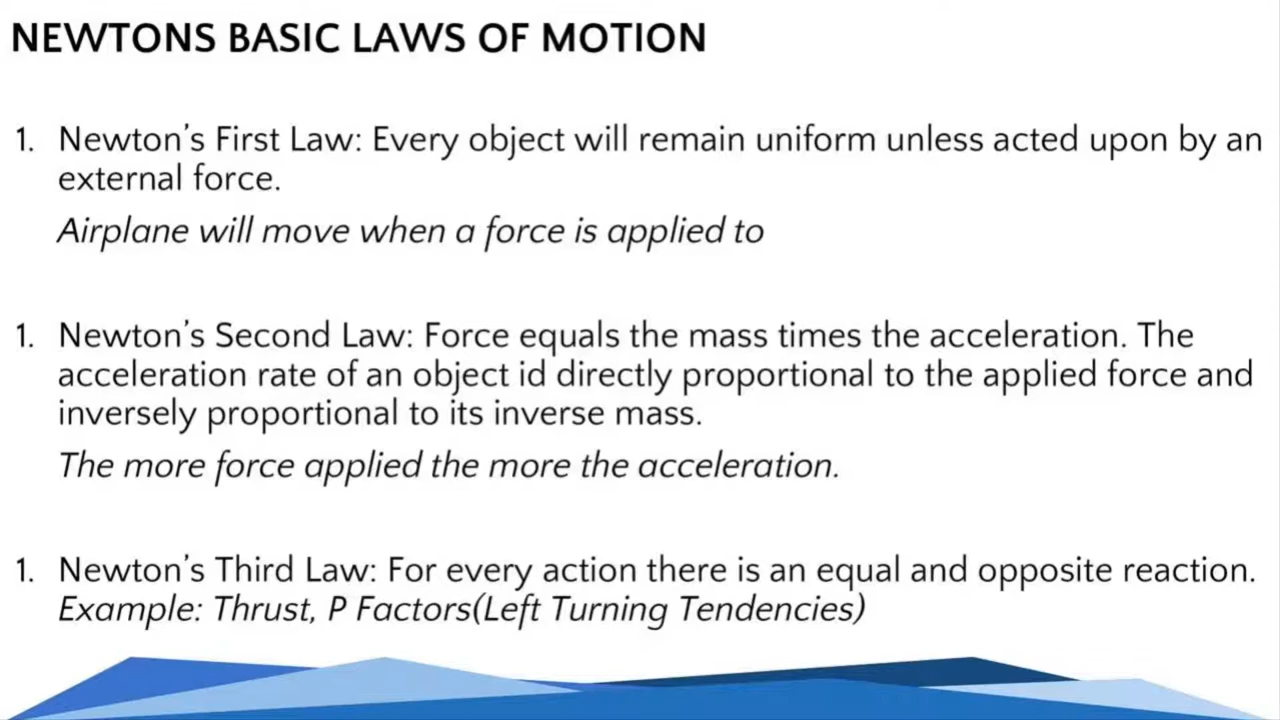 NEWTONS BASIC LAWS OF MOTION
1. Newton’s First Law: Every object will remain uniform unless acted upon by an
external force.
Airplane will move when a force is applied to
1. Newton’s Second Law: Force equals the mass times the acceleration. The
acceleration rate of an object id directly proportional to the applied force and
inversely proportional to its inverse mass.
The more force applied the more the acceleration.
1. Newton’s Third Law: For every action there is an equal and opposite reaction.
Example: Thrust, P Factors(Left Turning Tendencies)